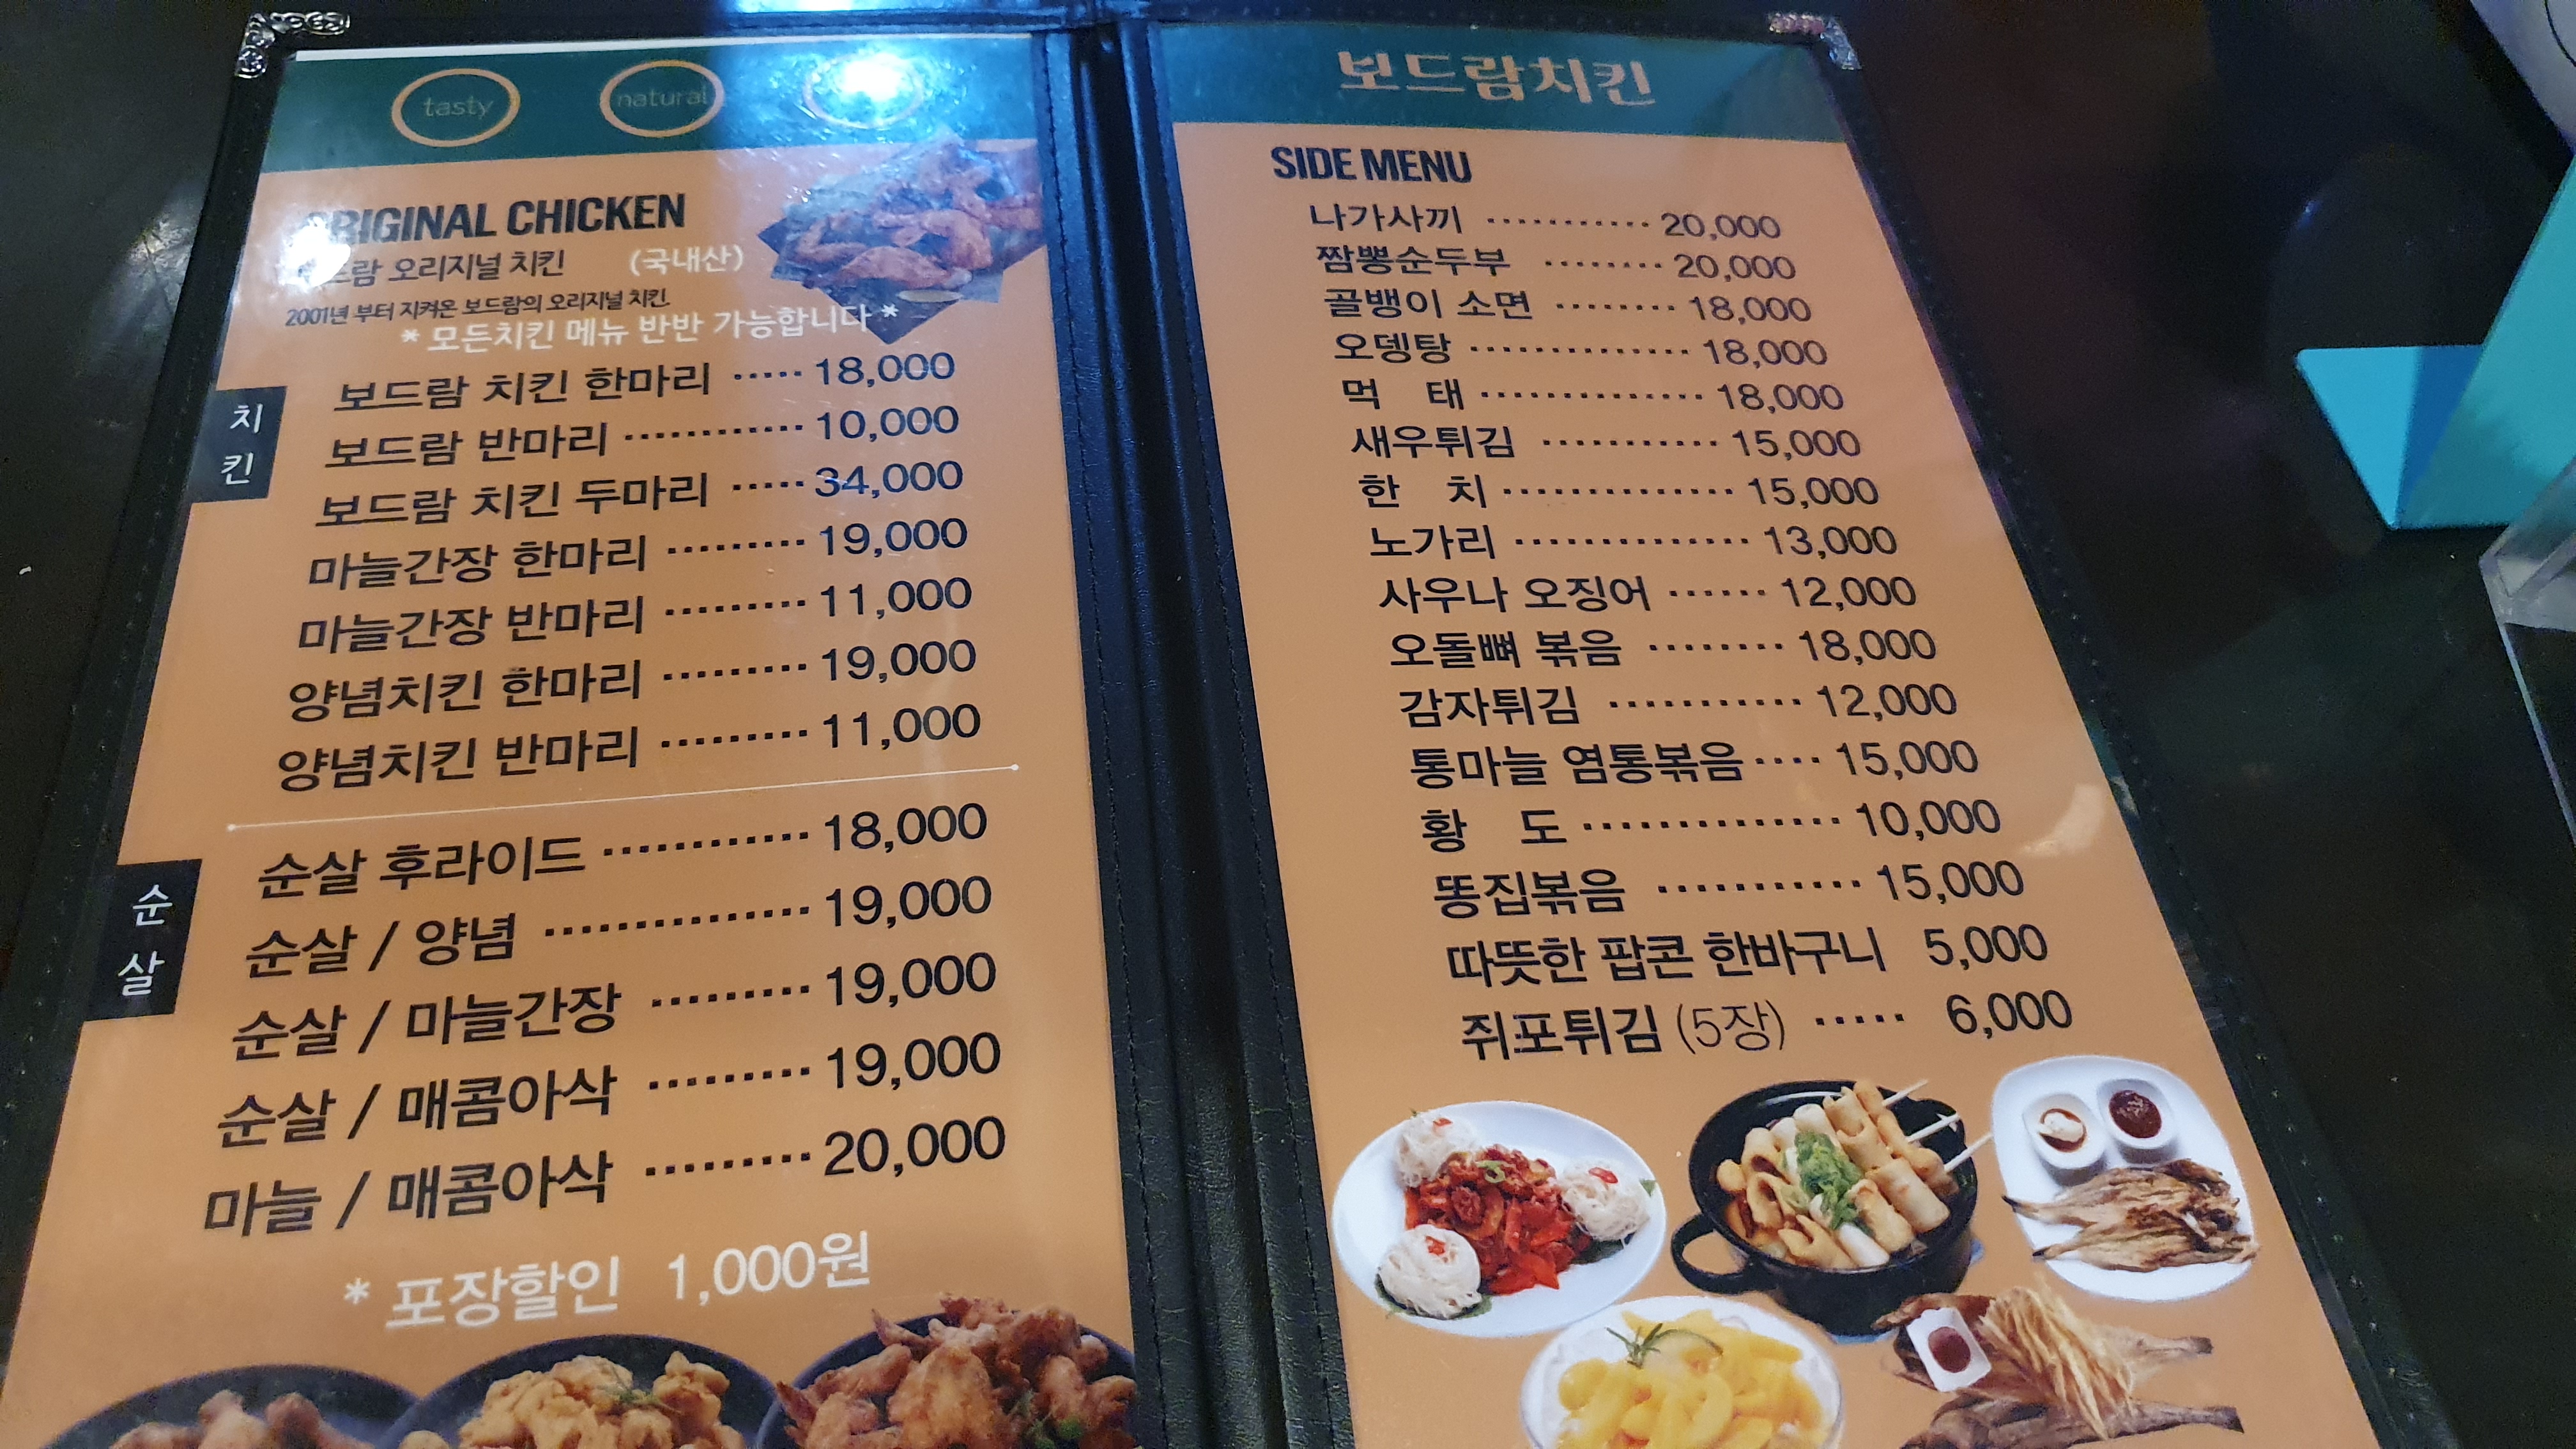 tasty
natural
ORIGINAL CHICKEN
오리지널 치킨 (국내산)
2001년 부터 지켜온 보드람의 오리지널 치킨.
* 모든치킨 메뉴 반반 가능합니다 *
치킨
보드람 치킨 한마리 ····· 18,000
보드람 반마리 ············ 10,000
보드람 치킨 두마리 ····· 34,000
마늘간장 한마리 ········· 19,000
마늘간장 반마리 ········· 11,000
양념치킨 한마리 ········· 19,000
양념치킨 반마리 ········· 11,000
순살
순살 후라이드 ············ 18,000
순살 / 양념 ··············· 19,000
순살 / 마늘간장 ········· 19,000
순살 / 매콤아삭 ········· 19,000
마늘 / 매콤아삭 ········· 20,000
* 포장할인 1,000원
보드람치킨
SIDE MENU
나가사끼 ············ 20,000
짬뽕순두부 ········ 20,000
골뱅이 소면 ········ 18,000
오뎅탕 ··············· 18,000
먹 태 ··············· 18,000
새우튀김 ············ 15,000
한 치 ··············· 15,000
노가리 ··············· 13,000
사우나 오징어 ······ 12,000
오돌뼈 볶음 ········ 18,000
감자튀김 ············ 12,000
통마늘 염통볶음 ···· 15,000
황 도 ··············· 10,000
똥집볶음 ············ 15,000
따뜻한 팝콘 한바구니 5,000
쥐포튀김 (5장) ····· 6,000